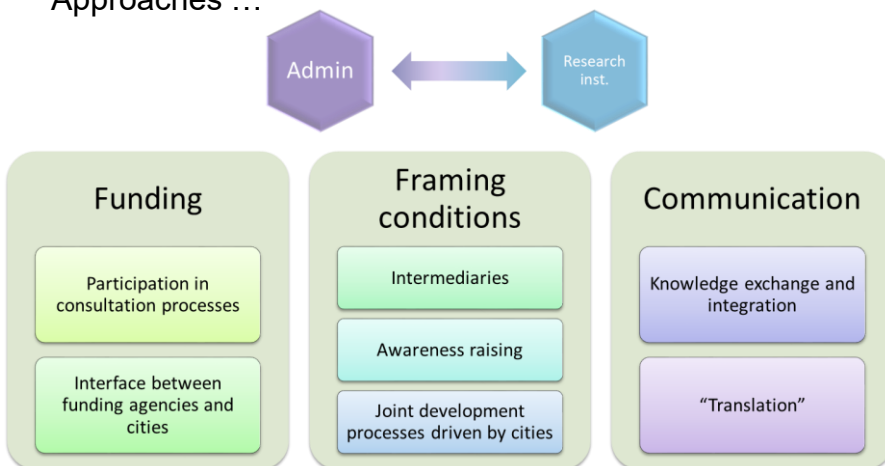 Approaches …
Admin
Research
inst.
Funding
Participation in
consultation processes
Interface between
funding agencies and
cities
Framing
conditions
Intermediaries
Awareness raising
Joint development
processes driven by cities
Communication
Knowledge exchange and
integration
“Translation”